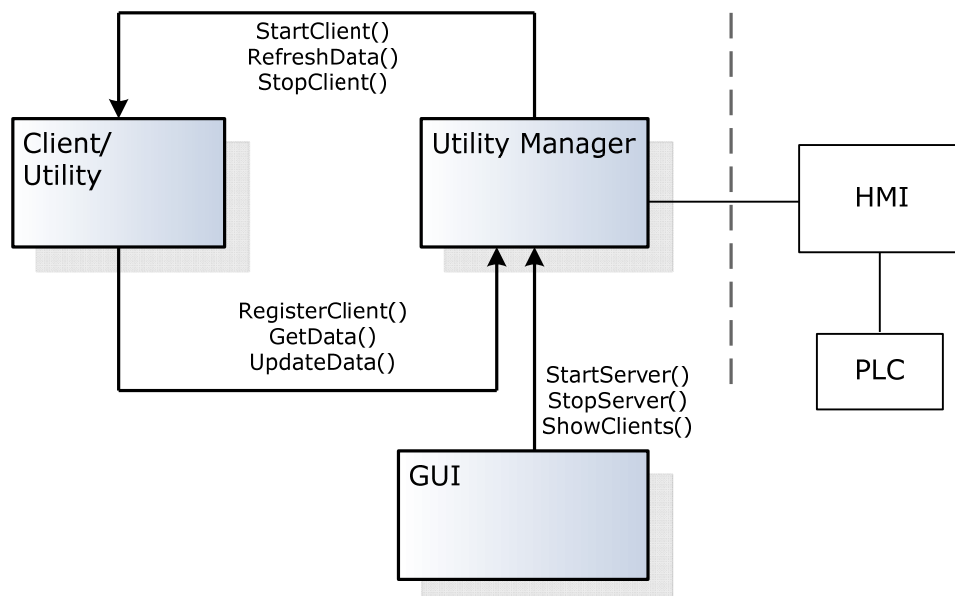 StartClient()
RefreshData()
StopClient()
Client/
Utility
Utility Manager
HMI
RegisterClient()
GetData()
UpdateData()
PLC
StartServer()
StopServer()
ShowClients()
GUI